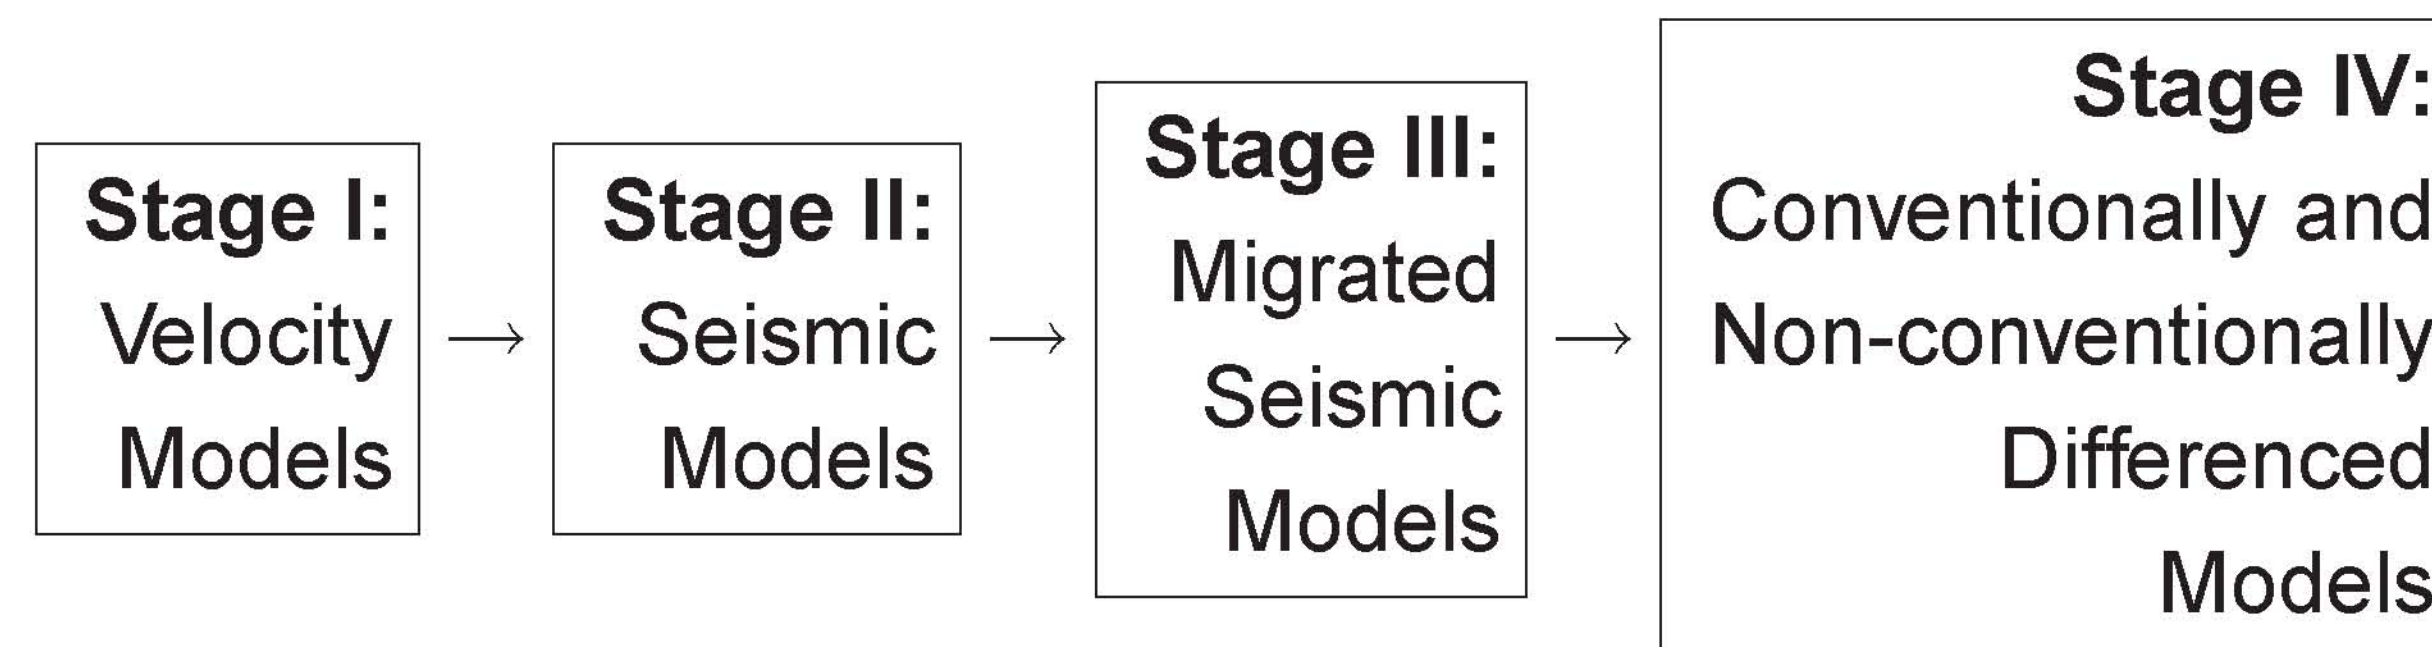 Stage I:
Velocity
Models
→
Stage II:
Seismic
Models
→
Stage III:
Migrated
Seismic
Models
→
Stage IV:
Conventionally and
Non-conventionally
Differenced
Models